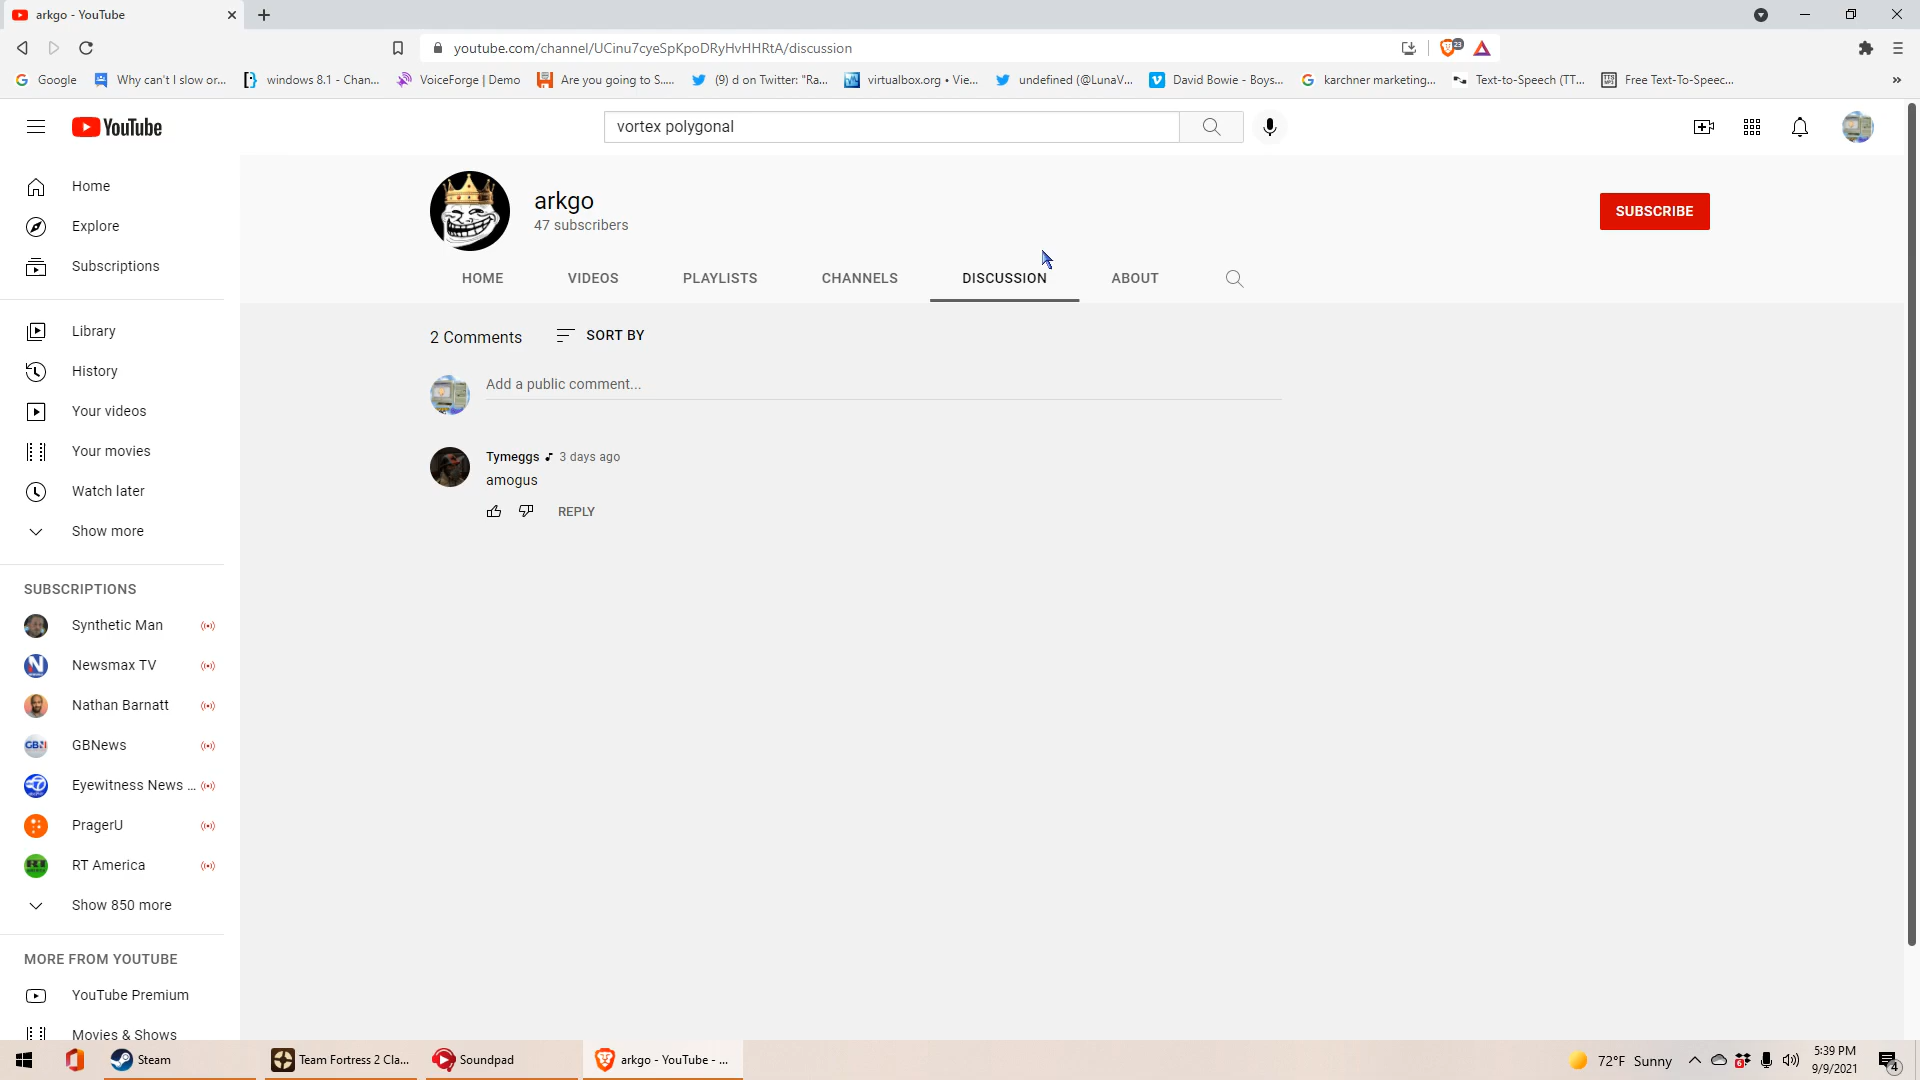 arkgo - YouTube
youtube.com/channel/UCinu7cyeSpKpoDRyHvHHRtA/discussion
23
Google
Why can't I slow or...
windows 8.1 - Chan...
VoiceForge | Demo
Are you going to S.....
(9) d on Twitter: "Ra...
virtualbox.org • Vie...
undefined (@LunaV...
David Bowie - Boys...
karchner marketing...
Text-to-Speech (TT...
Free Text-To-Speec...
YouTube
vortex polygonal
Home
Explore
Subscriptions
Library
History
Your videos
Your movies
Watch later
Show more
SUBSCRIPTIONS
Synthetic Man
Newsmax TV
Nathan Barnatt
GBNews
Eyewitness News ...
PragerU
RT America
Show 850 more
MORE FROM YOUTUBE
YouTube Premium
Movies & Shows
arkgo
47 subscribers
SUBSCRIBE
HOME
VIDEOS
PLAYLISTS
CHANNELS
DISCUSSION
ABOUT
2 Comments
SORT BY
Add a public comment...
Tymeggs 3 days ago
amogus
REPLY
Steam
Team Fortress 2 Cla...
Soundpad
arkgo - YouTube - ...
72°F Sunny
5:39 PM
9/9/2021
4